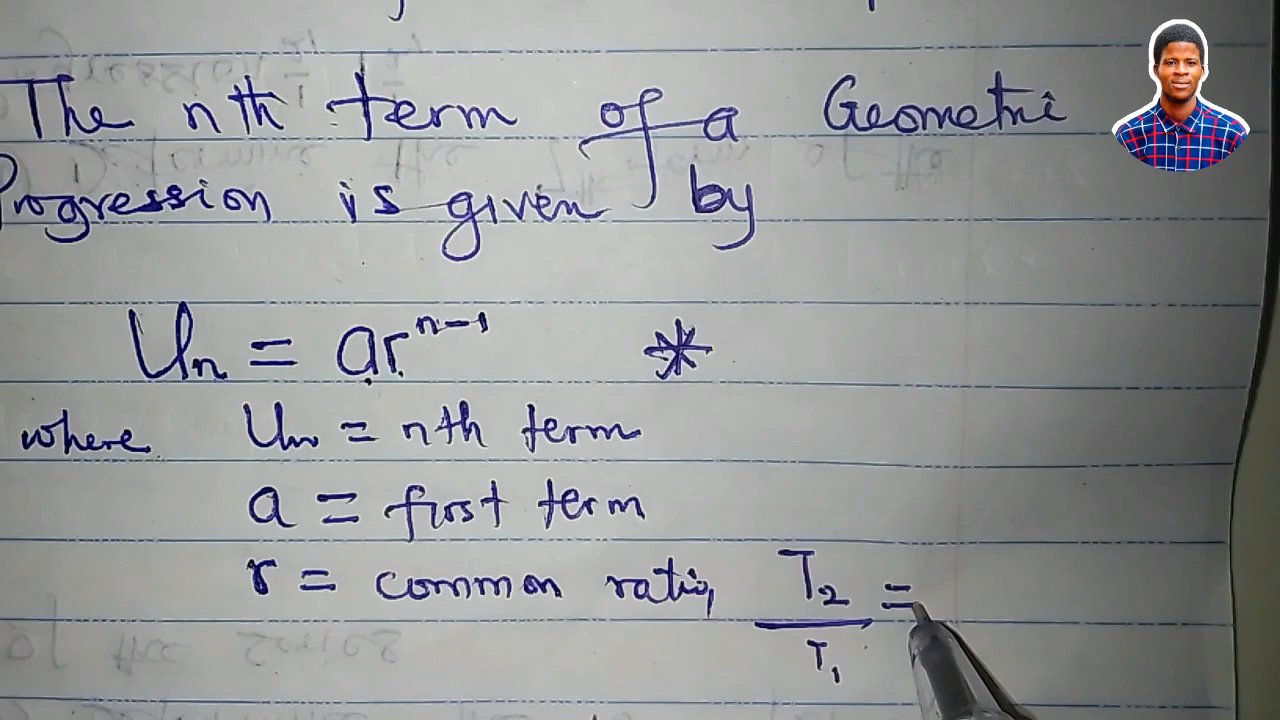 The nth term of a Geometric
Progression is given by
Uₙ = arⁿ⁻¹ *
where Uₙ = nth term
a = first term
r = common ratio, T₂/T₁ =